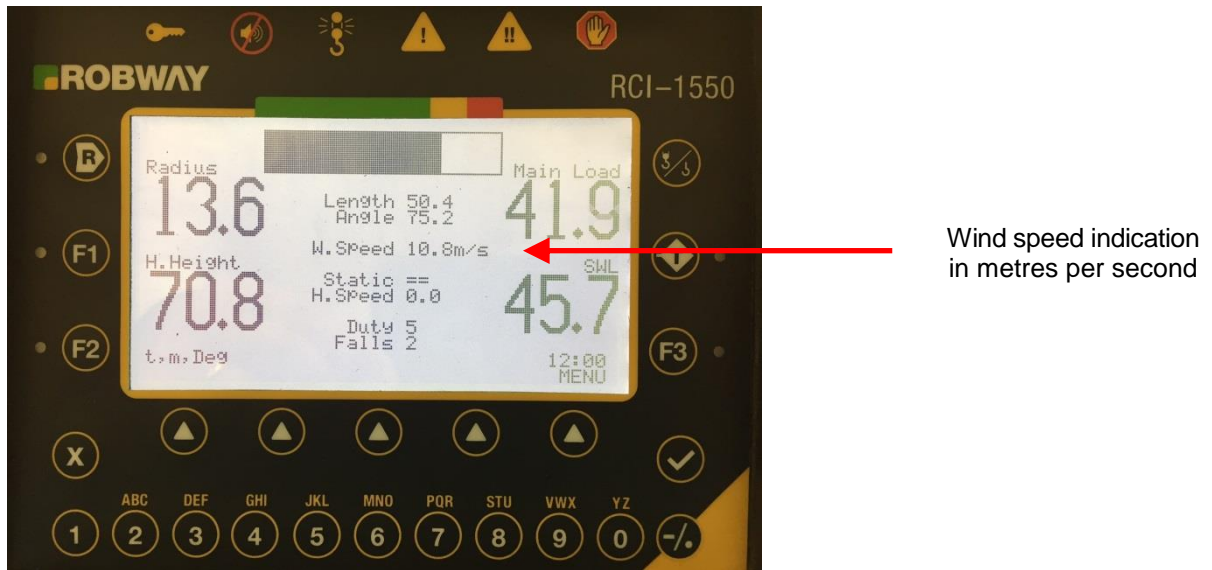 ROBWAY
RCI-1550
R
Radius
13.6
Length 50.4
Angle 75.2
Main Load
41.9
F1
W.Speed 10.8m/s
Wind speed indication
in metres per second
H.Height
70.8
Static ==
H.Speed 0.0
SWL
45.7
F2
Duty 5
Falls 2
F3
t,m,Deg
12:00
MENU
X
ABC DEF GHI JKL MNO PQR STU VWX YZ
1 2 3 4 5 6 7 8 9 0 -/.